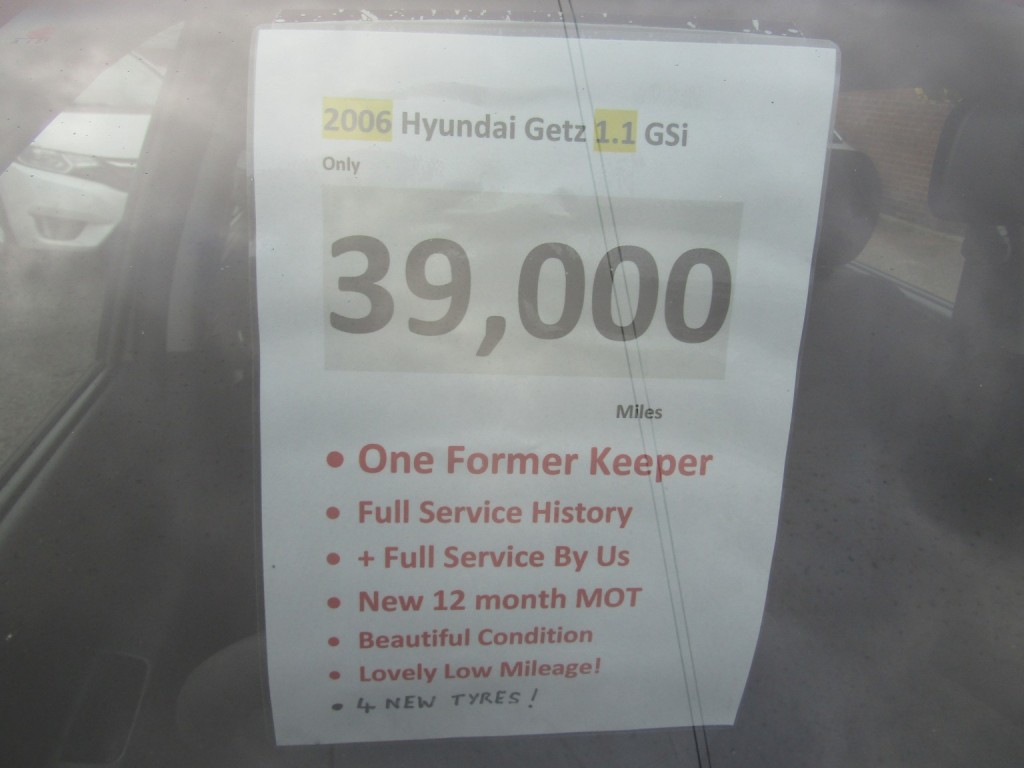 2006 Hyundai Getz 1.1 GSi
Only
39,000
Miles
• One Former Keeper
• Full Service History
• + Full Service By Us
• New 12 month MOT
• Beautiful Condition
• Lovely Low Mileage!
• 4 NEW TYRES!